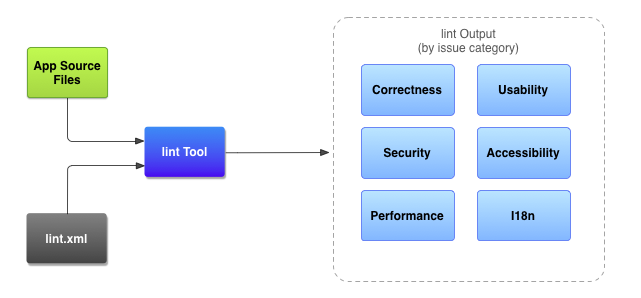 App Source
Files
lint Tool
lint.xml
lint Output
(by issue category)
Correctness
Usability
Security
Accessibility
Performance
I18n